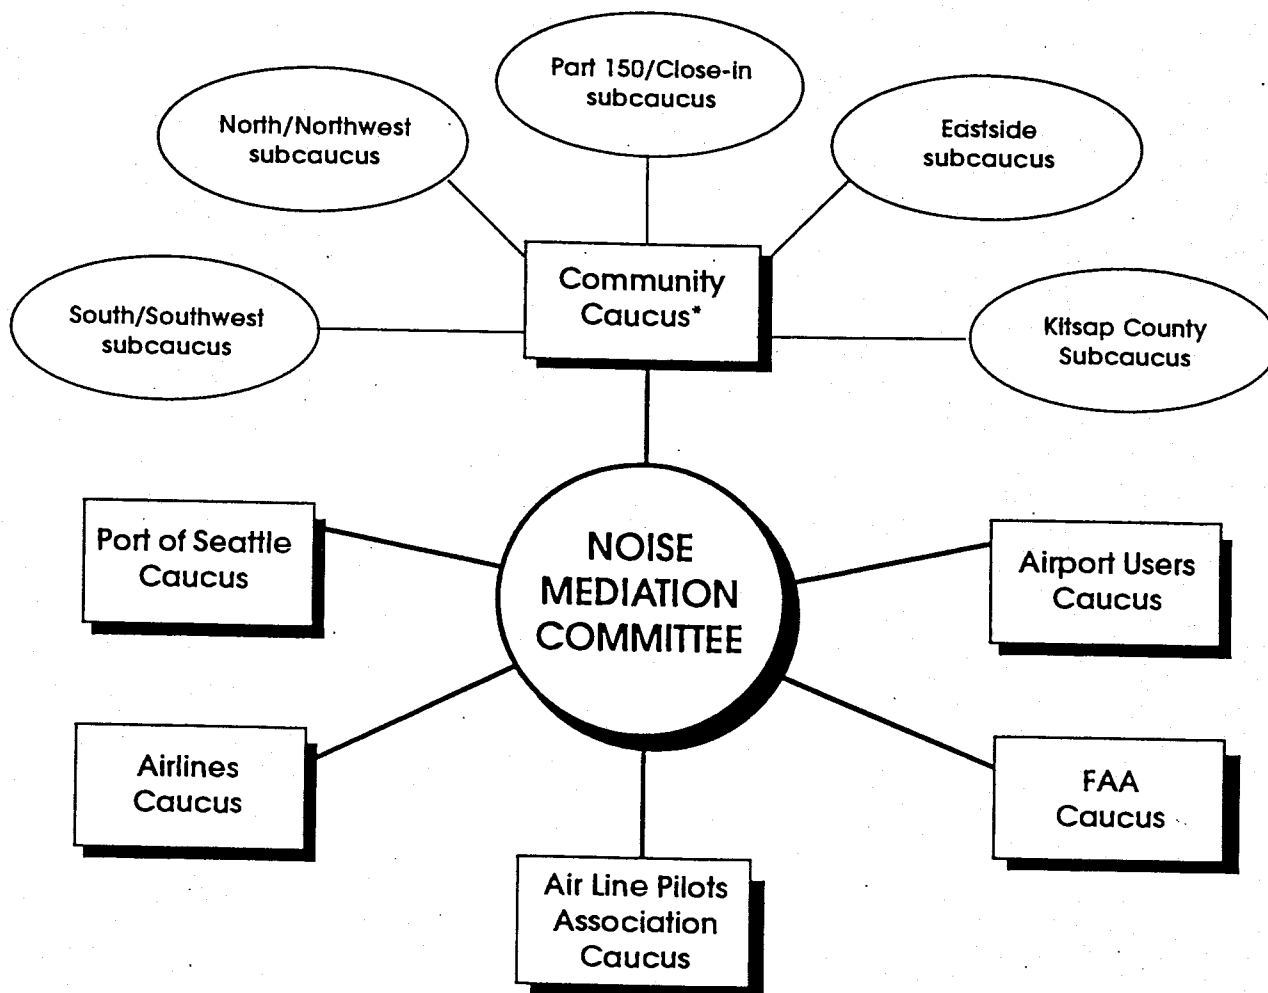 Part 150/Close-in
subcaucus
North/Northwest
subcaucus
Eastside
subcaucus
Community
Caucus*
South/Southwest
subcaucus
Kitsap County
Subcaucus
NOISE
MEDIATION
COMMITTEE
Port of Seattle
Caucus
Airport Users
Caucus
Airlines
Caucus
FAA
Caucus
Air Line Pilots
Association
Caucus